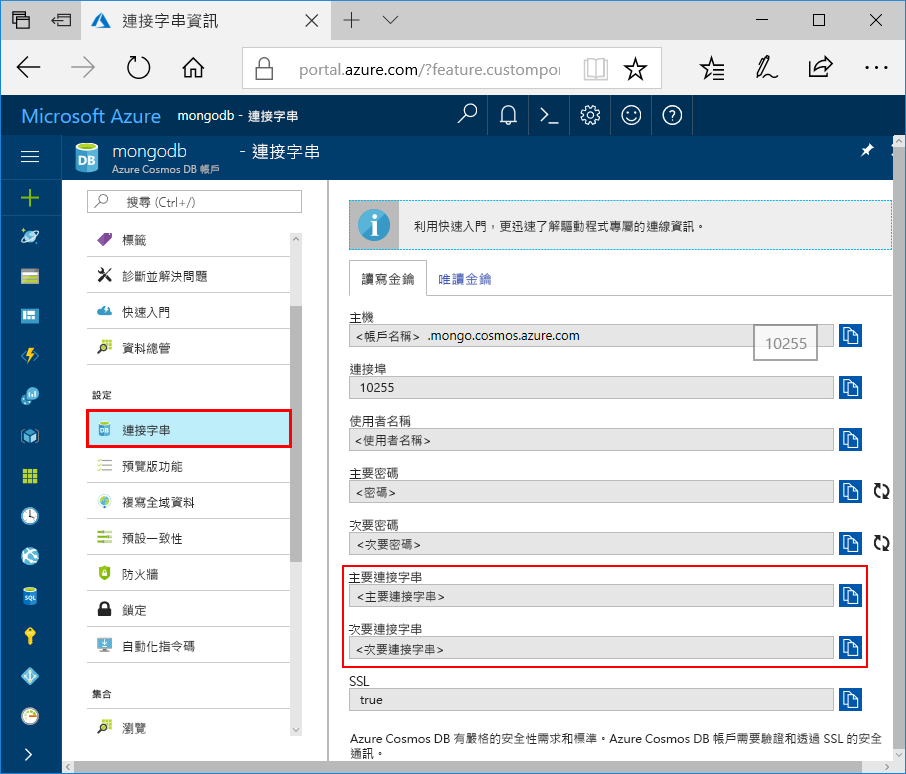 連接字串資訊
portal.azure.com/?feature.custompor
Microsoft Azure mongodb - 連接字串
mongodb - 連接字串
Azure Cosmos DB 帳戶
搜尋 (Ctrl+/)
標籤
診斷並解決問題
快速入門
資料總管
設定
連接字串
預覽版功能
複寫全域資料
預設一致性
防火牆
鎖定
自動化指令碼
集合
瀏覽
利用快速入門，更迅速了解驅動程式專屬的連線資訊。
讀寫金鑰 唯讀金鑰
主機
<帳戶名稱> .mongo.cosmos.azure.com
10255
連接埠
10255
使用者名稱
<使用者名稱>
主要密碼
<密碼>
次要密碼
<次要密碼>
主要連接字串
<主要連接字串>
次要連接字串
<次要連接字串>
SSL
true
Azure Cosmos DB 有嚴格的安全性需求和標準。Azure Cosmos DB 帳戶需要驗證和透過 SSL 的安全
通訊。